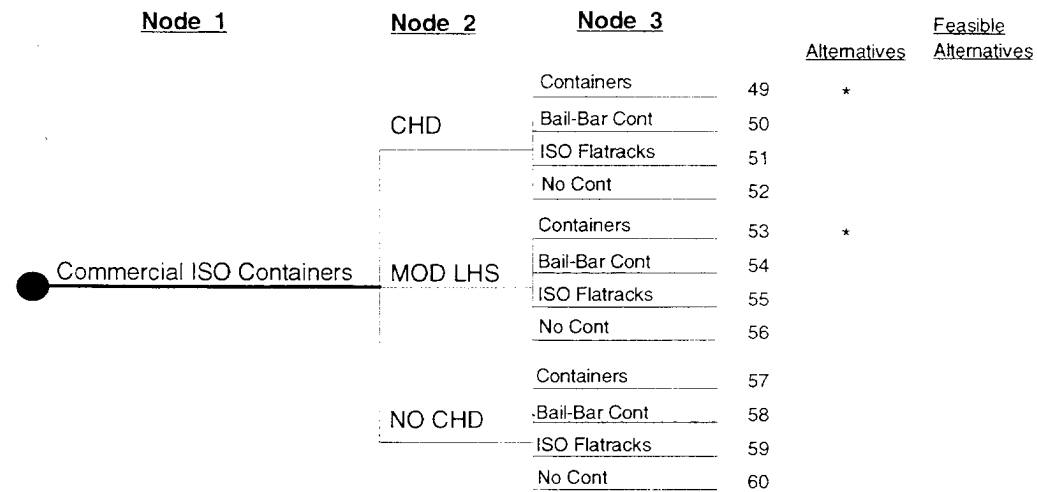 Node 1 Node 2 Node 3 Feasible
Alternatives Alternatives
Containers 49 *
CHD Bail-Bar Cont 50
ISO Flatracks 51
No Cont 52
Containers 53 *
Commercial ISO Containers MOD LHS Bail-Bar Cont 54
ISO Flatracks 55
No Cont 56
Containers 57
NO CHD Bail-Bar Cont 58
ISO Flatracks 59
No Cont 60